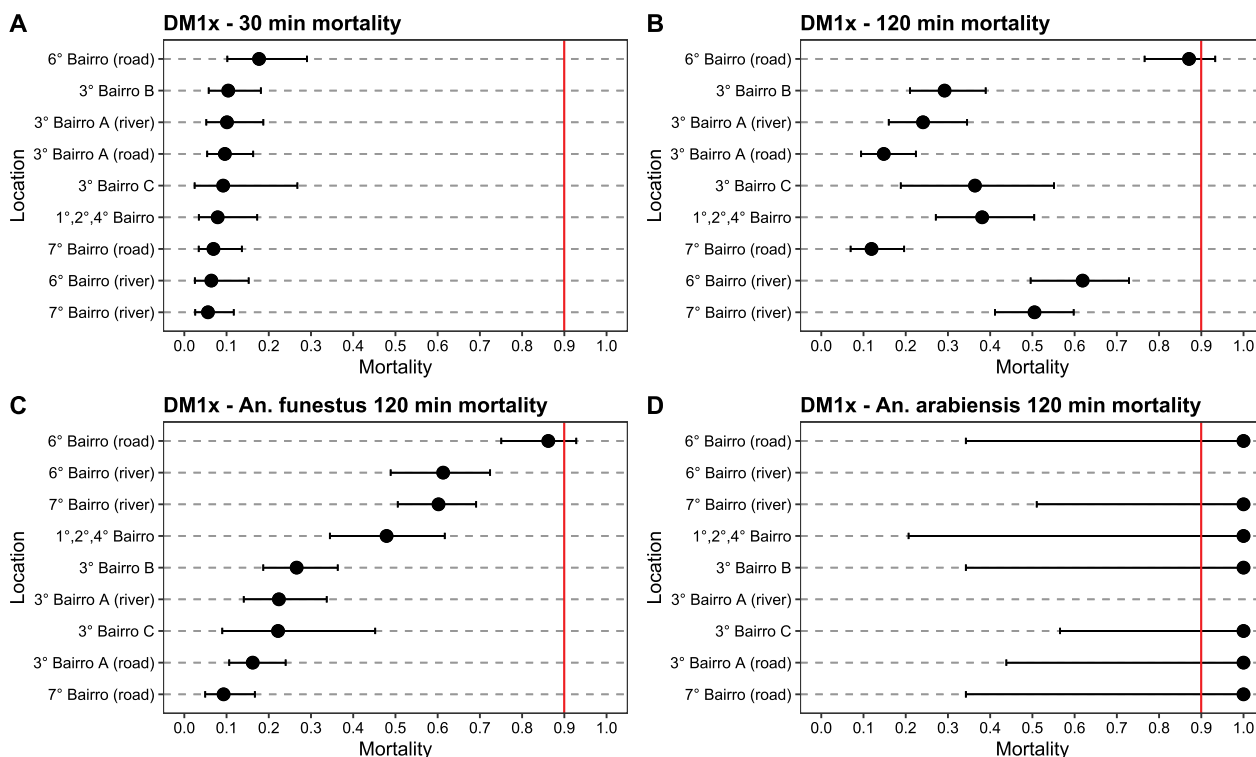 A
DM1x - 30 min mortality
Location
6° Bairro (road)
3° Bairro B
3° Bairro A (river)
3° Bairro A (road)
3° Bairro C
1°,2°,4° Bairro
7° Bairro (road)
6° Bairro (river)
7° Bairro (river)
0.0 0.1 0.2 0.3 0.4 0.5 0.6 0.7 0.8 0.9 1.0
Mortality
B
DM1x - 120 min mortality
Location
6° Bairro (road)
3° Bairro B
3° Bairro A (river)
3° Bairro A (road)
3° Bairro C
1°,2°,4° Bairro
7° Bairro (road)
6° Bairro (river)
7° Bairro (river)
0.0 0.1 0.2 0.3 0.4 0.5 0.6 0.7 0.8 0.9 1.0
Mortality
C
DM1x - An. funestus 120 min mortality
Location
6° Bairro (road)
6° Bairro (river)
7° Bairro (river)
1°,2°,4° Bairro
3° Bairro B
3° Bairro A (river)
3° Bairro C
3° Bairro A (road)
7° Bairro (road)
0.0 0.1 0.2 0.3 0.4 0.5 0.6 0.7 0.8 0.9 1.0
Mortality
D
DM1x - An. arabiensis 120 min mortality
Location
6° Bairro (road)
6° Bairro (river)
7° Bairro (river)
1°,2°,4° Bairro
3° Bairro B
3° Bairro A (river)
3° Bairro C
3° Bairro A (road)
7° Bairro (road)
0.0 0.1 0.2 0.3 0.4 0.5 0.6 0.7 0.8 0.9 1.0
Mortality